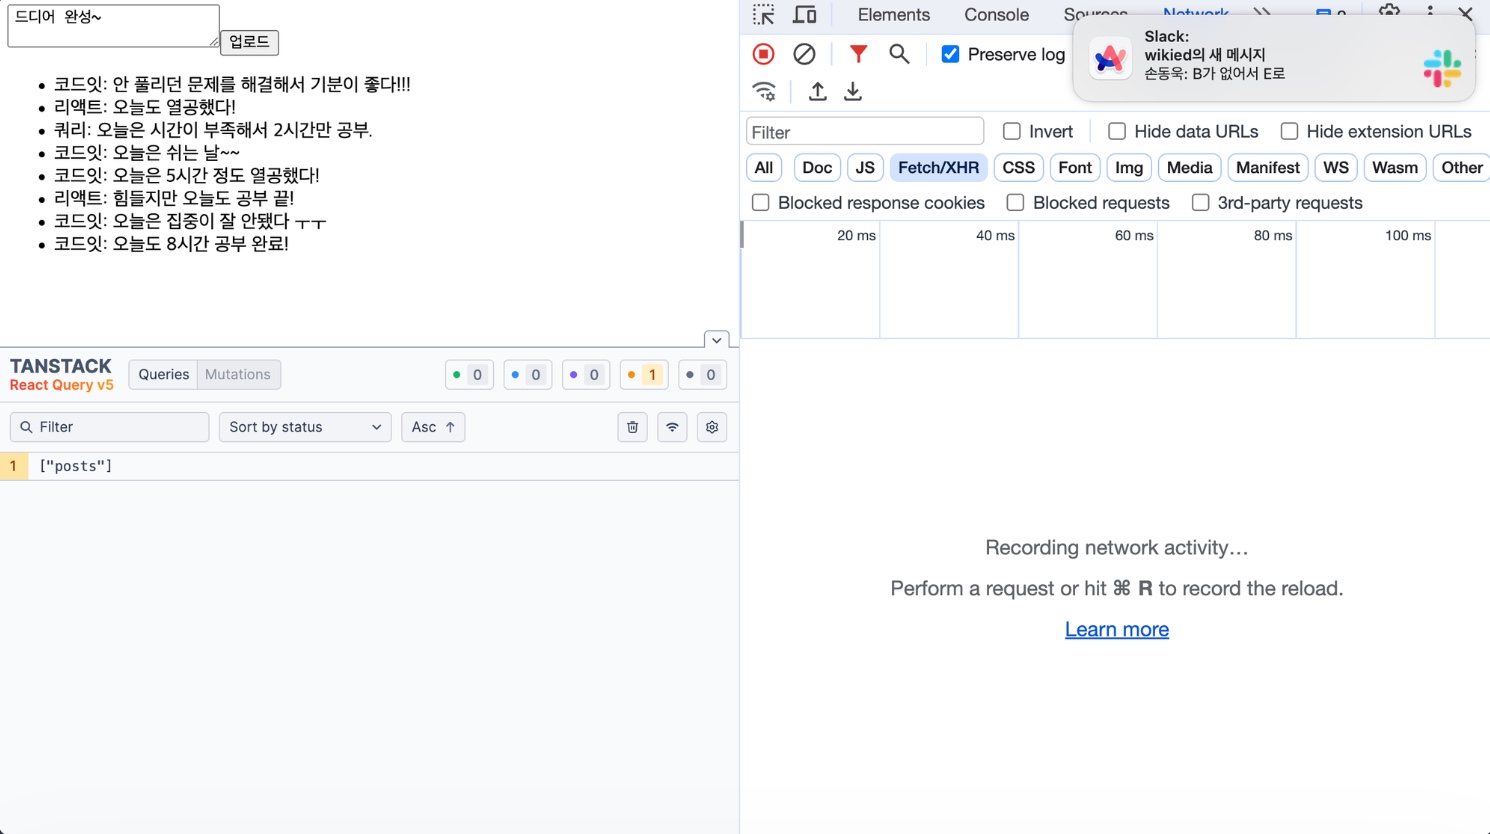 드디어 완성~
업로드
코드잇: 안 풀리던 문제를 해결해서 기분이 좋다!!!
리액트: 오늘도 열공했다!
쿼리: 오늘은 시간이 부족해서 2시간만 공부.
코드잇: 오늘은 쉬는 날~~
코드잇: 오늘은 5시간 정도 열공했다!
리액트: 힘들지만 오늘도 공부 끝!
코드잇: 오늘은 집중이 잘 안됐다 ㅜㅜ
코드잇: 오늘도 8시간 공부 완료!
TANSTACK
React Query v5
Queries Mutations
0 0 0 1 0
Filter Sort by status Asc ↑
1 ["posts"]
Elements Console Sources Network
Slack:
wikied의 새 메시지
손동욱: B가 없어서 E로
Preserve log
Filter Invert Hide data URLs Hide extension URLs
All Doc JS Fetch/XHR CSS Font Img Media Manifest WS Wasm Other
Blocked response cookies Blocked requests 3rd-party requests
20 ms 40 ms 60 ms 80 ms 100 ms
Recording network activity…
Perform a request or hit ⌘ R to record the reload.
Learn more